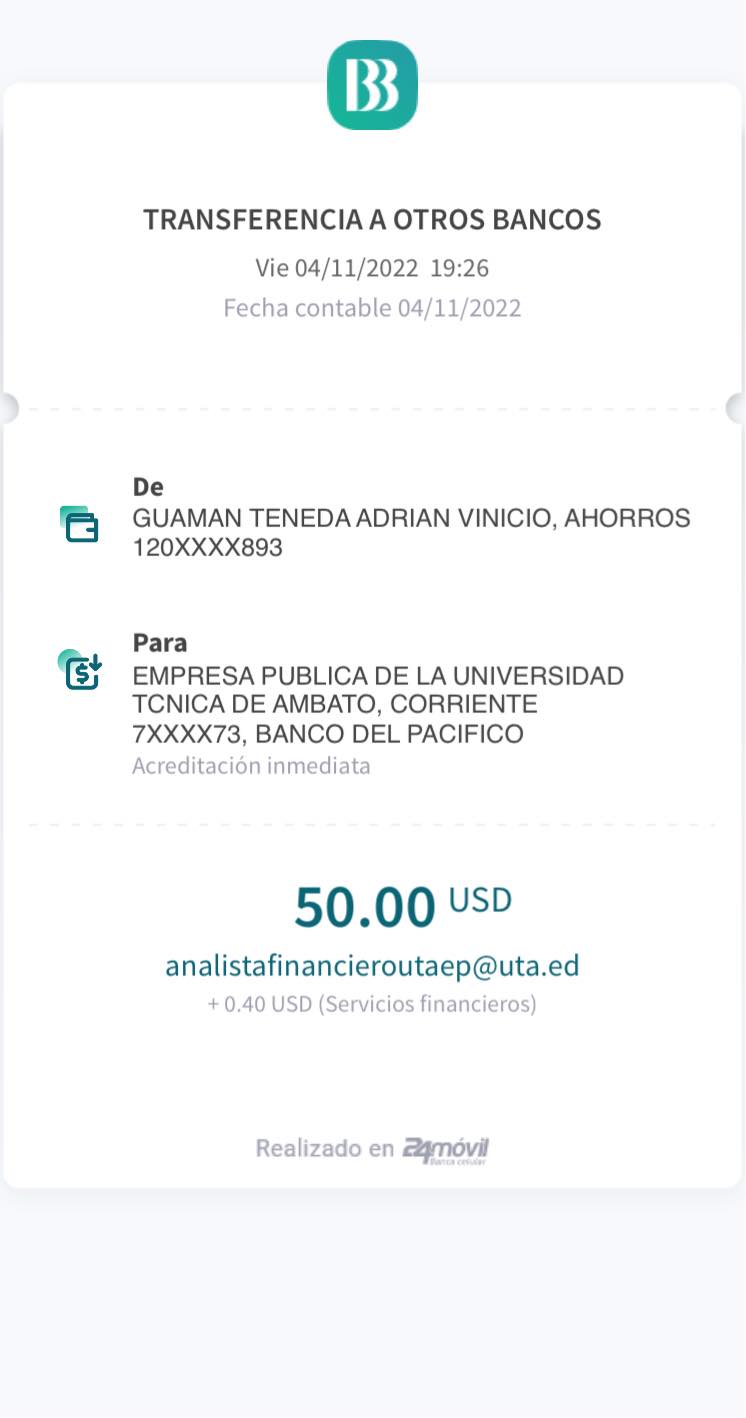 TRANSFERENCIA A OTROS BANCOS
Vie 04/11/2022 19:26
Fecha contable 04/11/2022
De
GUAMAN TENEDA ADRIAN VINICIO, AHORROS
120XXXX893
Para
EMPRESA PUBLICA DE LA UNIVERSIDAD
TCNICA DE AMBATO, CORRIENTE
7XXXX73, BANCO DEL PACIFICO
Acreditación inmediata
50.00 USD
analistafinancieroutaep@uta.ed
+ 0.40 USD (Servicios financieros)
Realizado en 24móvil
Banca celular